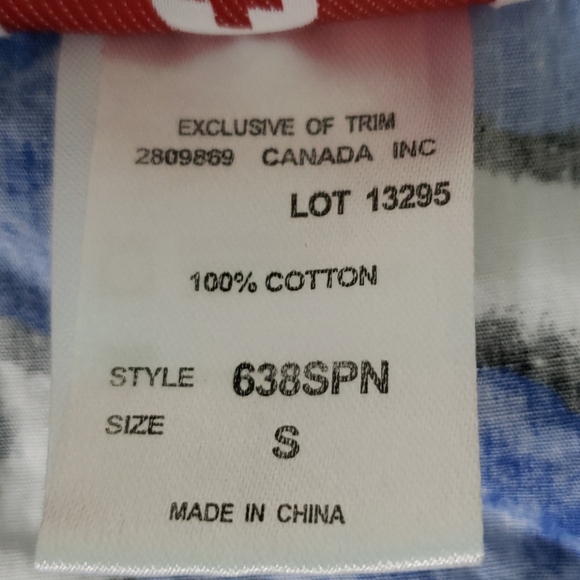 EXCLUSIVE OF TRIM
2809869 CANADA INC
LOT 13295
100% COTTON
STYLE 638SPN
SIZE S
MADE IN CHINA